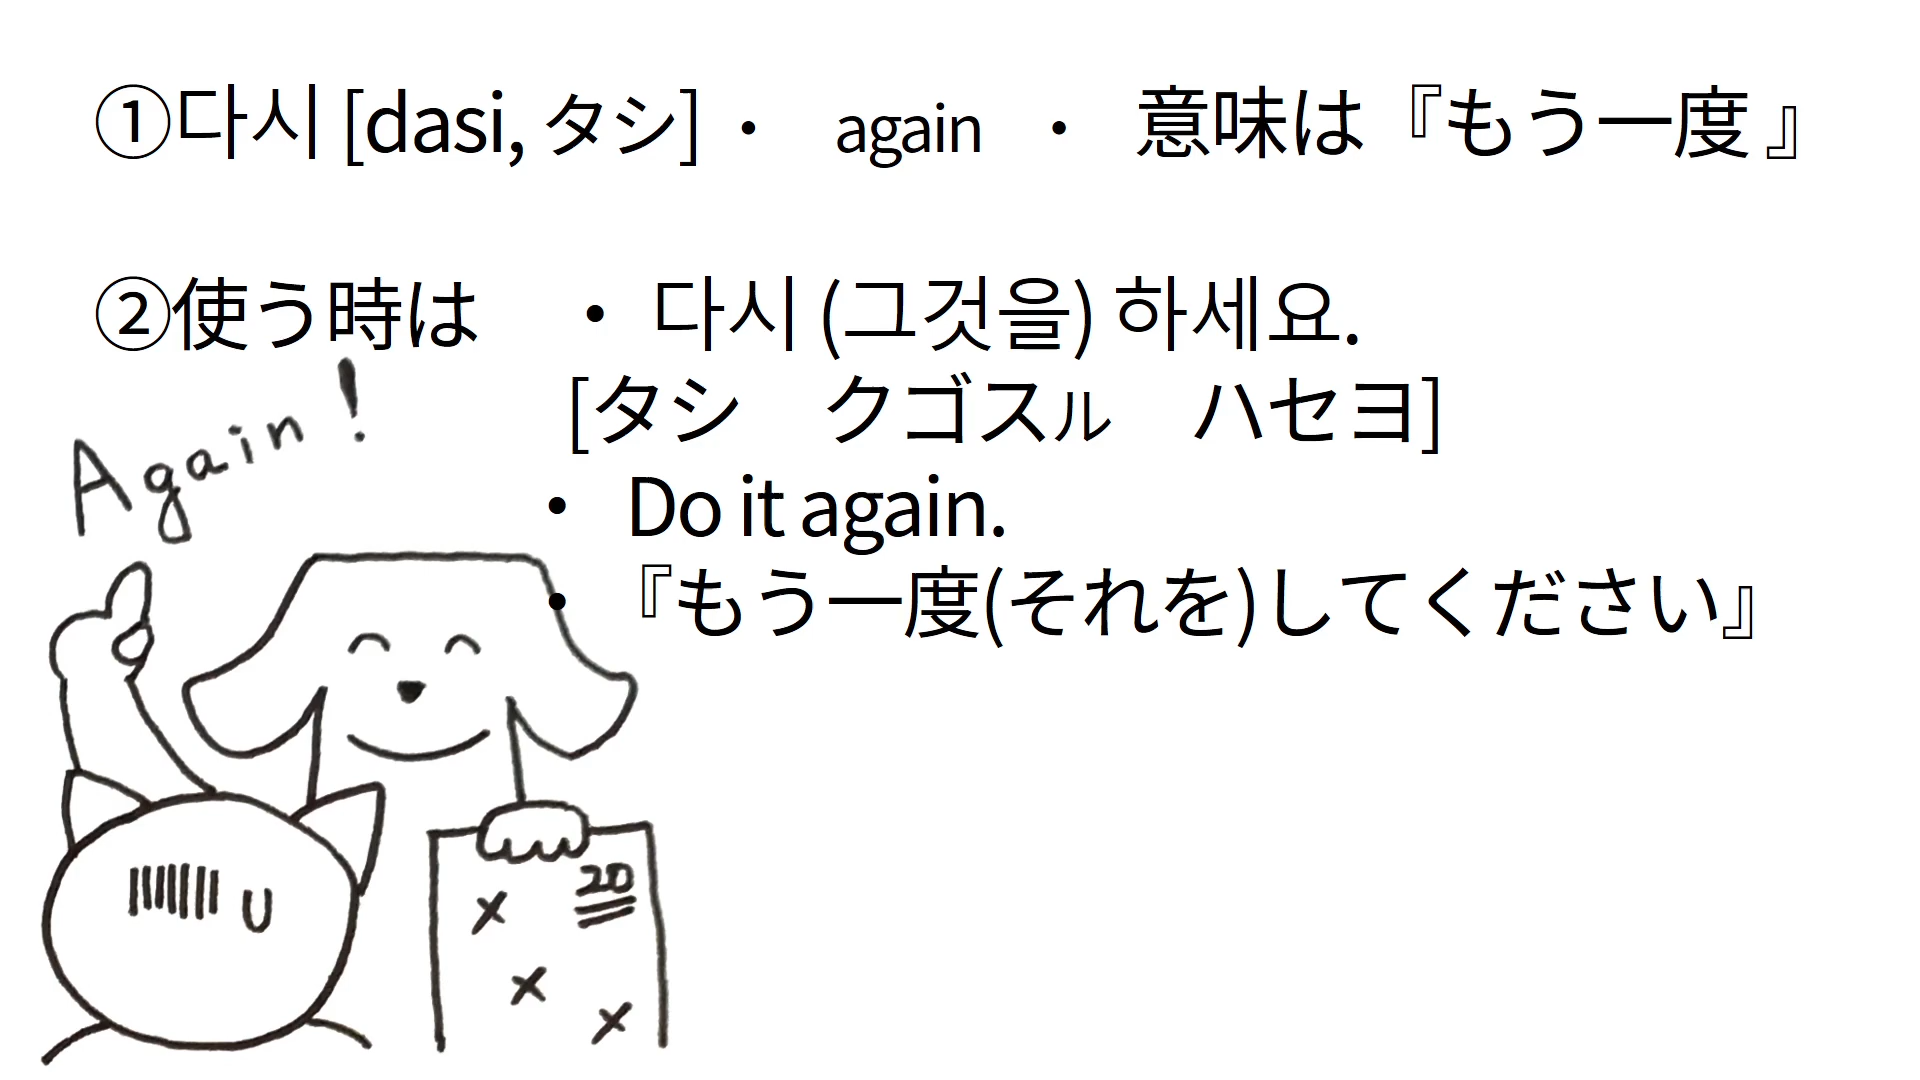 ①다시 [dasi, タシ]・ again ・ 意味は『もう一度 』
②使う時は ・다시 (그것을) 하세요.
[タシ クゴスル ハセヨ]
・ Do it again.
・ 『もう一度(それを)してください』
Again!
U
20